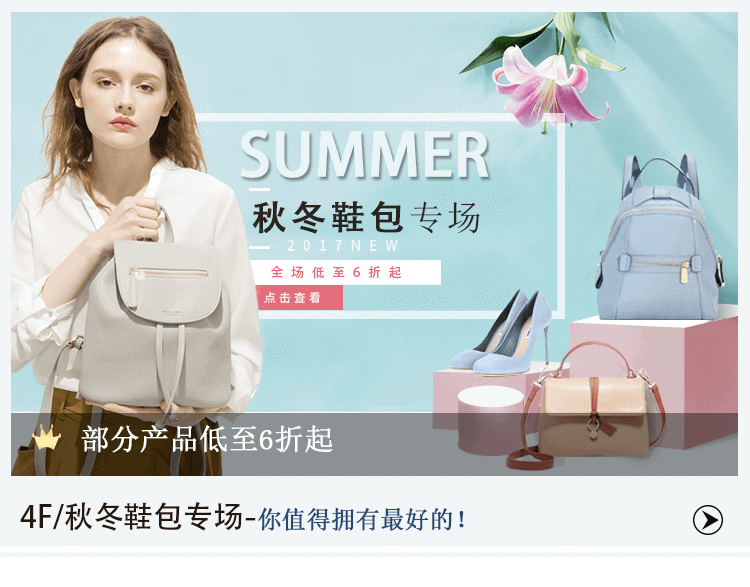 SUMMER
秋冬鞋包专场
2017NEW
全场低至6折起
点击查看
部分产品低至6折起
4F/秋冬鞋包专场-你值得拥有最好的!